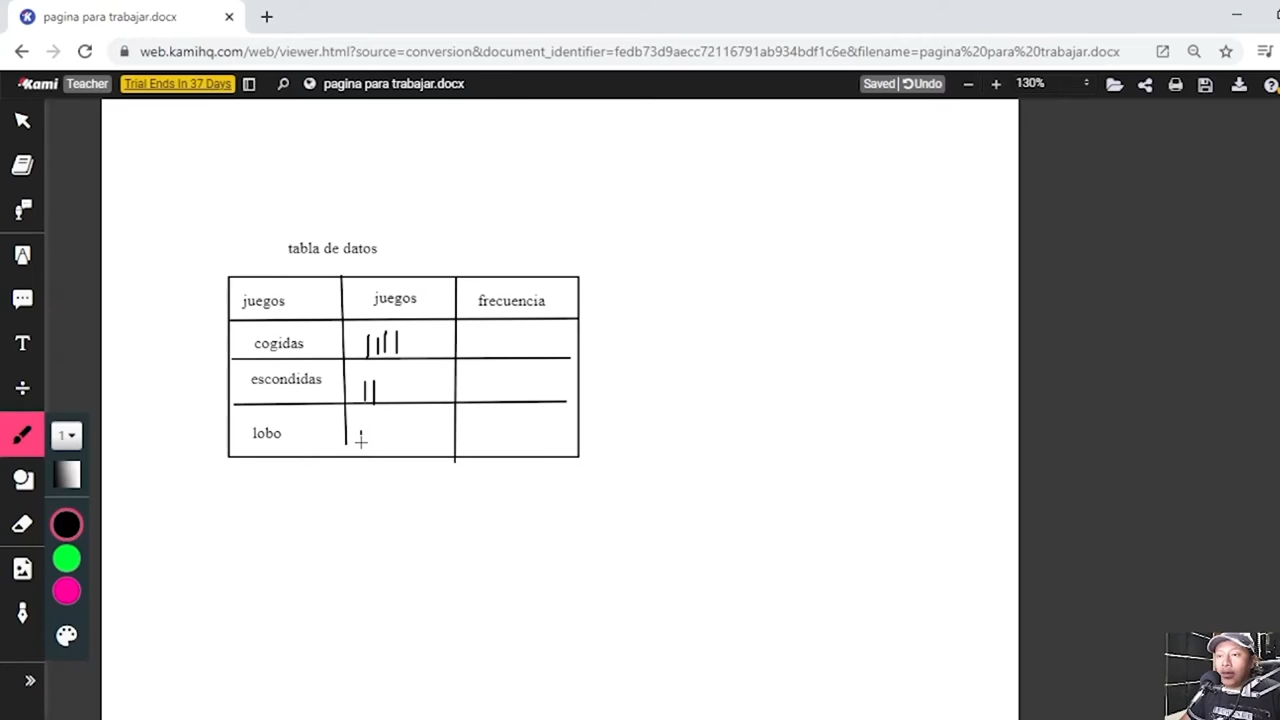 pagina para trabajar.docx
web.kamihq.com/web/viewer.html?source=conversion&document_identifier=fedb73d9aecc72116791ab934bdf1c6e&filename=pagina%20para%20trabajar.docx
Kami Teacher Trial Ends In 37 Days pagina para trabajar.docx Saved Undo 130%
tabla de datos
juegos juegos frecuencia
cogidas
escondidas
lobo
1